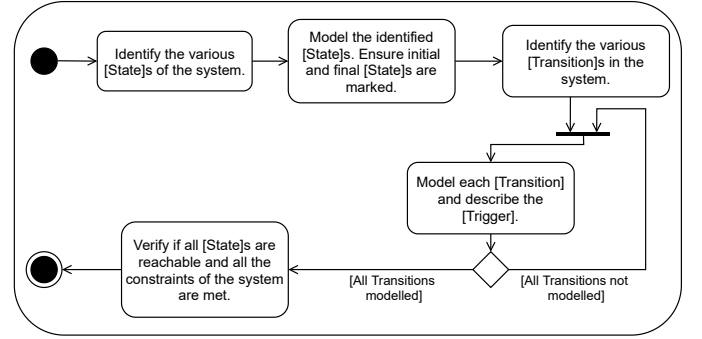 Identify the various
[State]s of the system.
Model the identified
[State]s. Ensure initial
and final [State]s are
marked.
Identify the various
[Transition]s in the
system.
Model each [Transition]
and describe the
[Trigger].
[All Transitions not
modelled]
[All Transitions
modelled]
Verify if all [State]s are
reachable and all the
constraints of the system
are met.